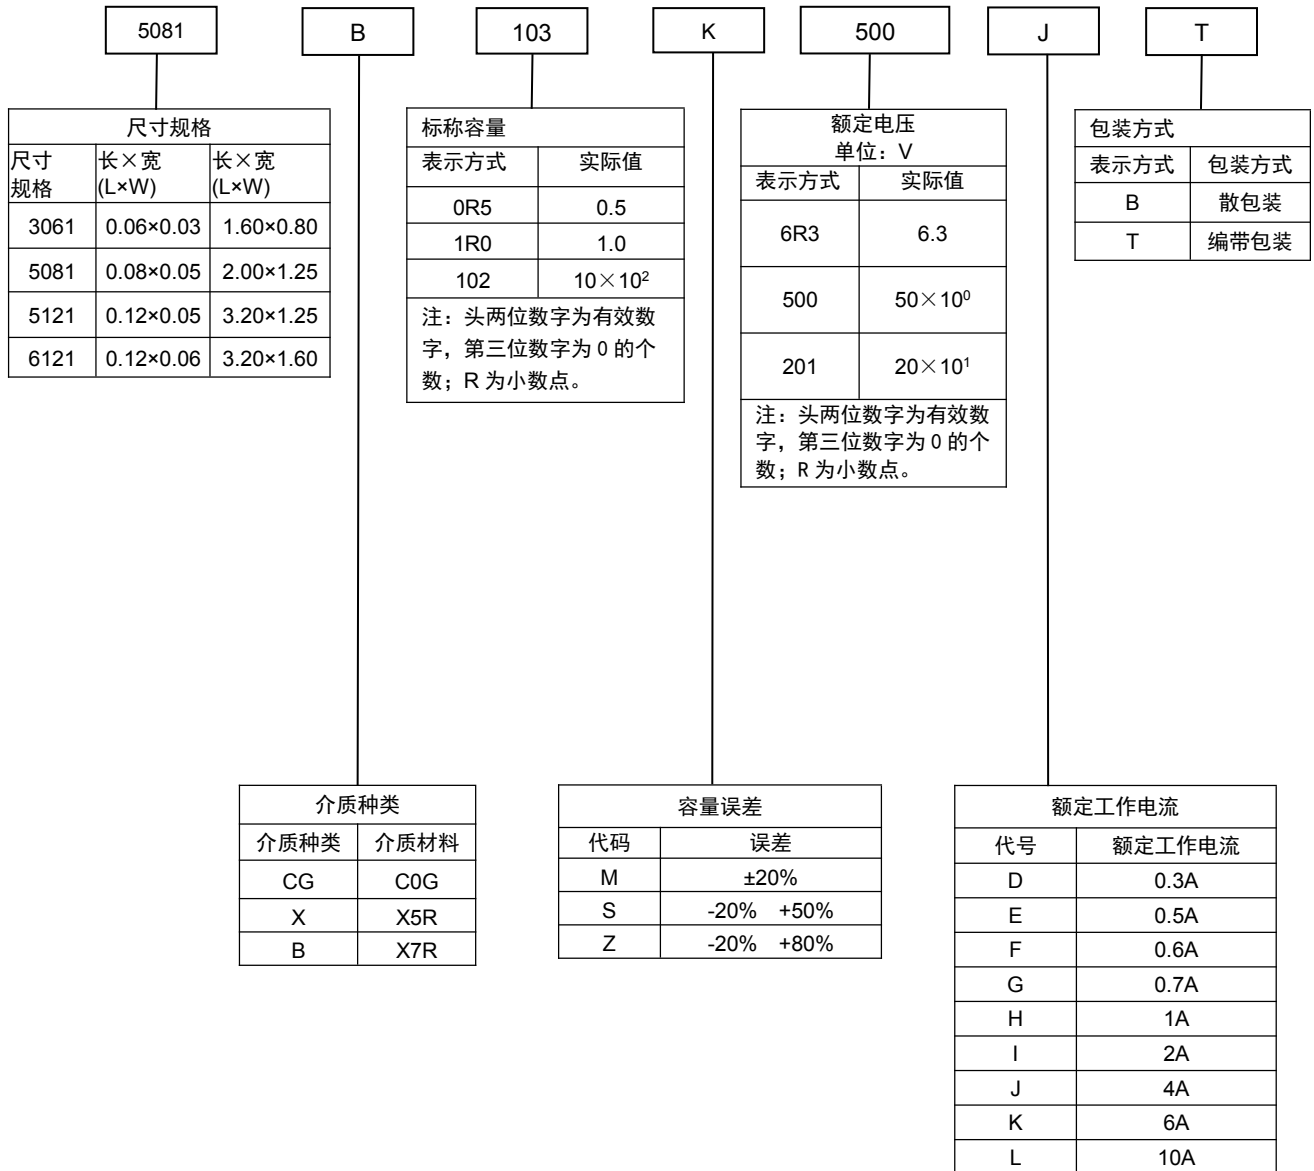 5081 B 103 K 500 J T
尺寸规格
尺寸 长×宽 长×宽
规格 (L×W) (L×W)
3061 0.06×0.03 1.60×0.80
5081 0.08×0.05 2.00×1.25
5121 0.12×0.05 3.20×1.25
6121 0.12×0.06 3.20×1.60
标称容量
表示方式 实际值
0R5 0.5
1R0 1.0
102 10×10²
注：头两位数字为有效数
字，第三位数字为 0 的个
数；R 为小数点。
额定电压
单位：V
表示方式 实际值
6R3 6.3
500 50×10⁰
201 20×10¹
注：头两位数字为有效数
字，第三位数字为 0 的个
数；R 为小数点。
包装方式
表示方式 包装方式
B 散包装
T 编带包装
介质种类
介质种类 介质材料
CG C0G
X X5R
B X7R
容量误差
代码 误差
M ±20%
S -20% +50%
Z -20% +80%
额定工作电流
代号 额定工作电流
D 0.3A
E 0.5A
F 0.6A
G 0.7A
H 1A
I 2A
J 4A
K 6A
L 10A